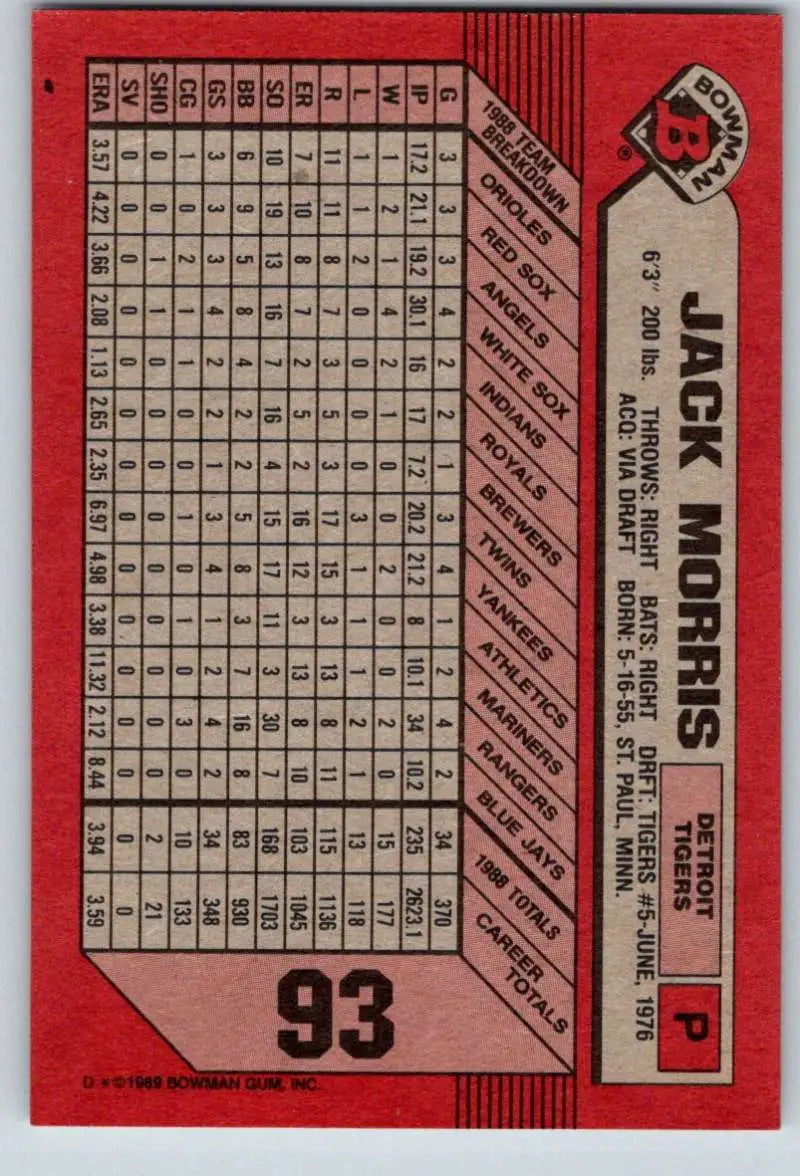 BOWMAN
B
®
JACK MORRIS
DETROIT
TIGERS
P
6'3" 200 lbs. THROWS: RIGHT BATS: RIGHT DRFT: TIGERS #5-JUNE, 1976
ACQ: VIA DRAFT BORN: 5-16-55, ST. PAUL, MINN.
1988 TEAM
BREAKDOWN
ORIOLES
RED SOX
ANGELS
WHITE SOX
INDIANS
ROYALS
BREWERS
TWINS
YANKEES
ATHLETICS
MARINERS
RANGERS
BLUE JAYS
1988 TOTALS
CAREER
TOTALS
G 3 3 3 4 2 2 1 3 4 1 2 4 2 34 370
IP 17.2 21.1 19.2 30.1 16 17 7.2 20.2 21.2 8 10.1 34 10.2 235 2623.1
W 1 2 1 4 2 1 0 0 2 0 0 2 0 15 177
L 1 1 2 0 0 0 0 3 1 1 1 2 1 13 118
R 11 11 8 7 3 5 3 17 15 3 13 8 11 115 1136
ER 7 10 8 7 2 5 2 16 12 3 13 8 10 103 1045
SO 10 19 13 16 7 16 4 15 17 11 3 30 7 168 1703
BB 6 9 5 8 4 2 2 5 8 3 7 16 8 83 930
GS 3 3 3 4 2 2 1 3 4 1 2 4 2 34 348
CG 1 0 2 1 1 0 0 1 0 1 0 3 0 10 133
SHO 0 0 1 1 0 0 0 0 0 0 0 0 0 2 21
SV 0 0 0 0 0 0 0 0 0 0 0 0 0 0 0
ERA 3.57 4.22 3.66 2.08 1.13 2.65 2.35 6.97 4.98 3.38 11.32 2.12 8.44 3.94 3.59
93
D * ©1989 BOWMAN GUM, INC.